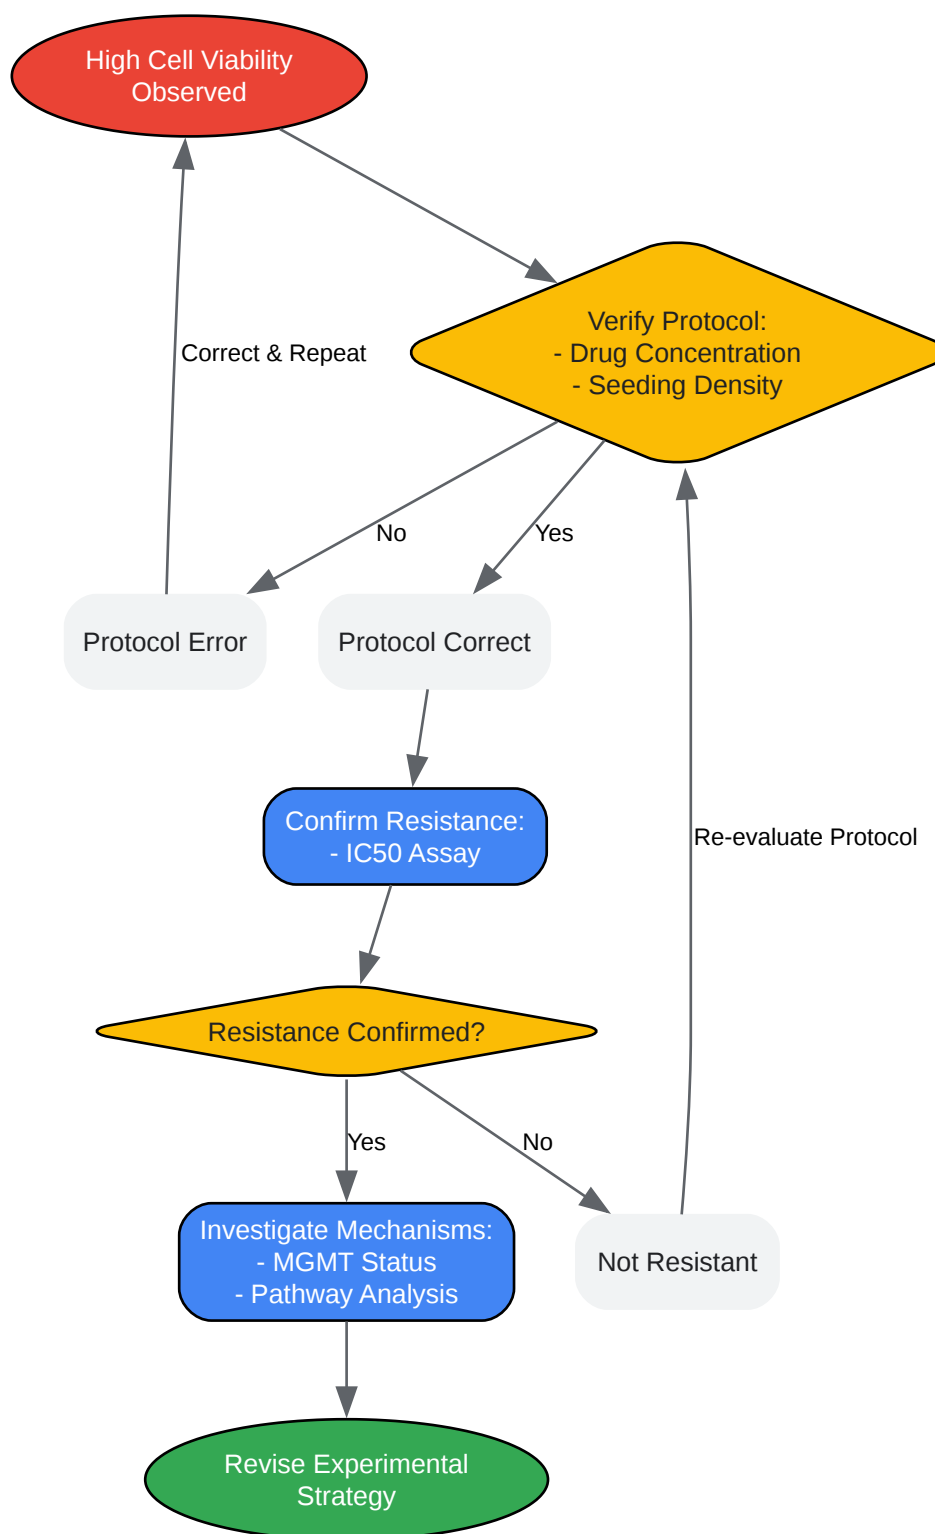 High Cell Viability
Observed
Verify Protocol:
- Drug Concentration
- Seeding Density
Correct & Repeat
No
Yes
Protocol Error
Protocol Correct
Confirm Resistance:
- IC50 Assay
Re-evaluate Protocol
Resistance Confirmed?
Yes
No
Investigate Mechanisms:
- MGMT Status
- Pathway Analysis
Not Resistant
Revise Experimental
Strategy